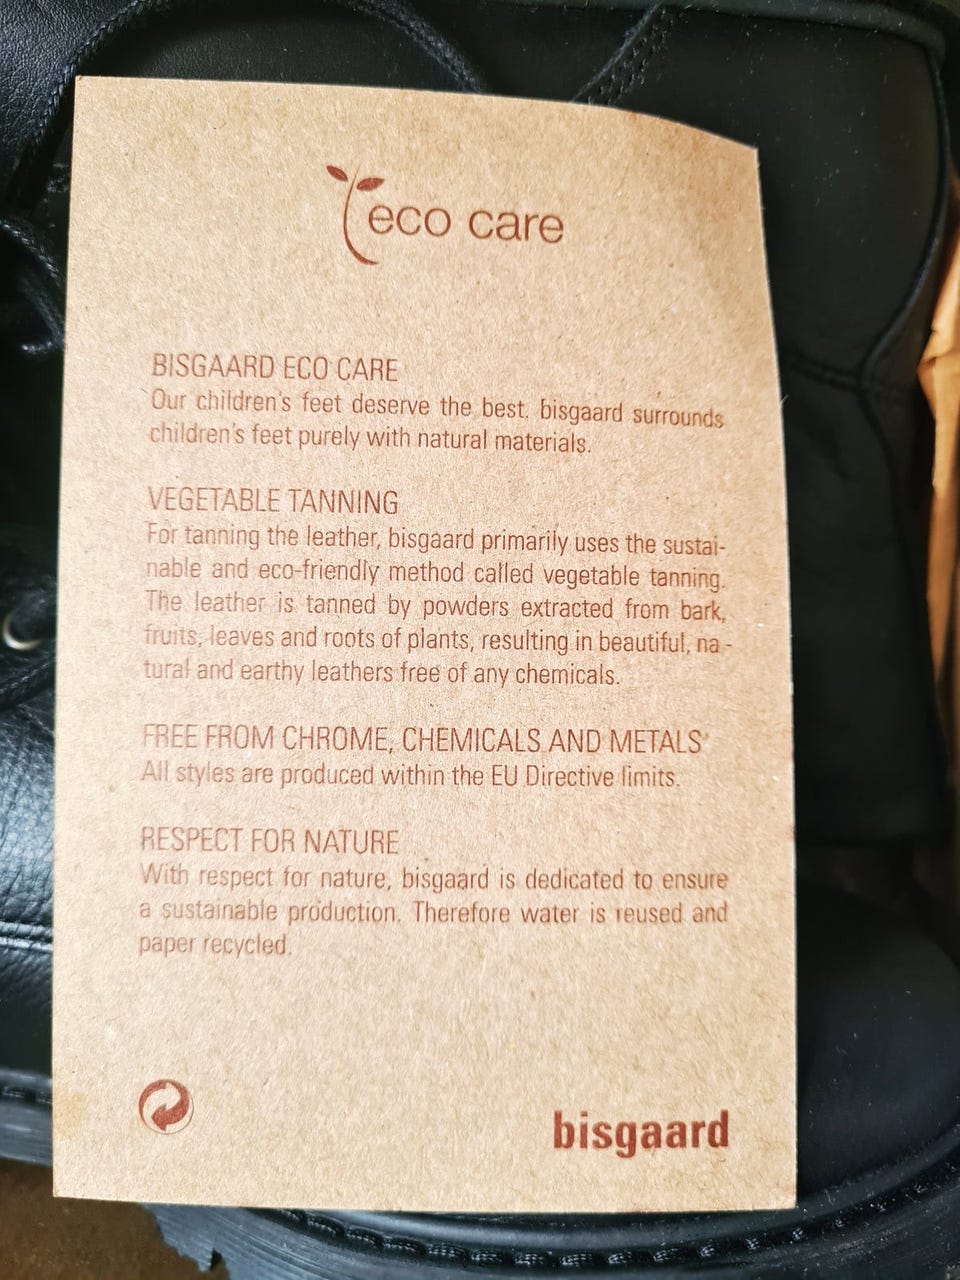 eco care
BISGAARD ECO CARE
Our children's feet deserve the best. bisgaard surrounds
children's feet purely with natural materials.
VEGETABLE TANNING
For tanning the leather, bisgaard primarily uses the sustai-
nable and eco-friendly method called vegetable tanning.
The leather is tanned by powders extracted from bark,
fruits, leaves and roots of plants, resulting in beautiful, na-
tural and earthy leathers free of any chemicals.
FREE FROM CHROME, CHEMICALS AND METALS
All styles are produced within the EU Directive limits.
RESPECT FOR NATURE
With respect for nature, bisgaard is dedicated to ensure
a sustainable production. Therefore water is reused and
paper recycled.
bisgaard